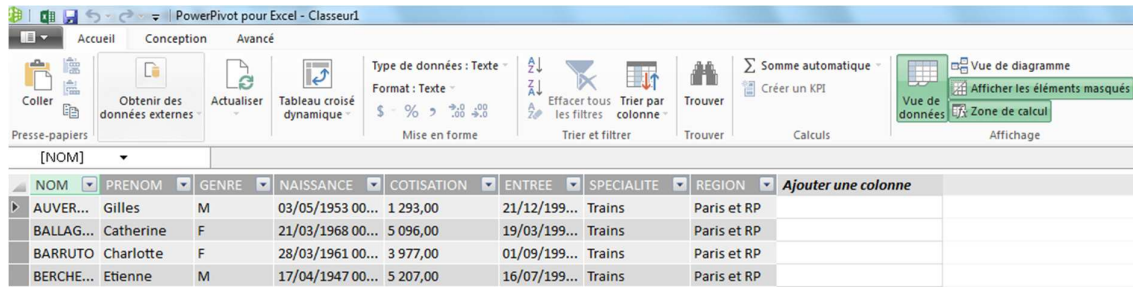 PowerPivot pour Excel - Classeur1
Accueil Conception Avancé
Coller
Presse-papiers
Obtenir des données externes
Actualiser
Tableau croisé dynamique
Type de données : Texte
Format : Texte
$ % , ,00 ,00
Mise en forme
Effacer tous les filtres
Trier par colonne
Trier et filtrer
Trouver
Trouver
Σ Somme automatique
Créer un KPI
Calculs
Vue de données
Vue de diagramme
Afficher les éléments masqués
Zone de calcul
Affichage
[NOM]
NOM PRENOM GENRE NAISSANCE COTISATION ENTREE SPECIALITE REGION Ajouter une colonne
AUVER... Gilles M 03/05/1953 00... 1 293,00 21/12/199... Trains Paris et RP
BALLAG... Catherine F 21/03/1968 00... 5 096,00 19/03/199... Trains Paris et RP
BARRUTO Charlotte F 28/03/1961 00... 3 977,00 01/09/199... Trains Paris et RP
BERCHE... Etienne M 17/04/1947 00... 5 207,00 16/07/199... Trains Paris et RP